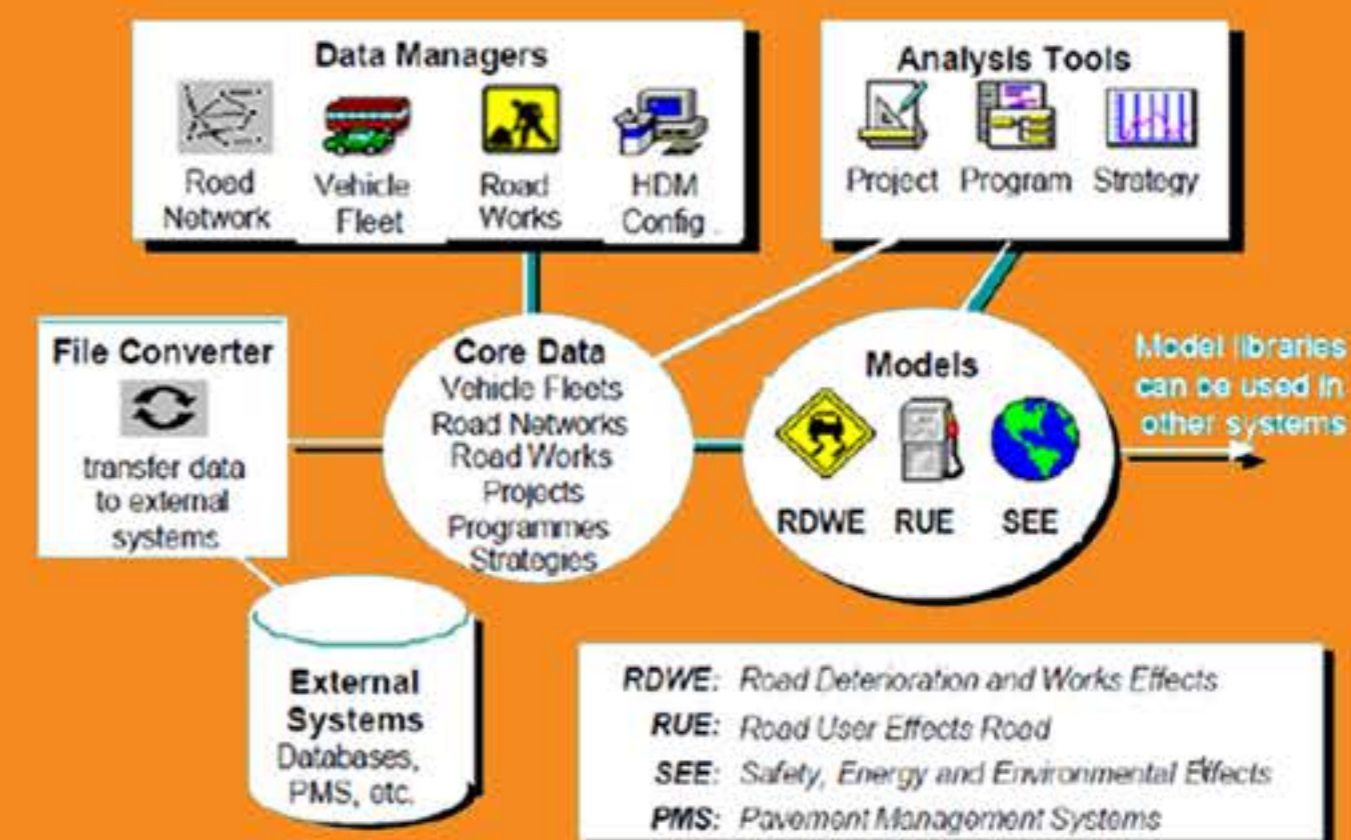 Data Managers
Road
Network
Vehicle
Fleet
Road
Works
HDM
Config.
Analysis Tools
Project
Program
Strategy
File Converter
transfer data
to external
systems
Core Data
Vehicle Fleets
Road Networks
Road Works
Projects
Programmes
Strategies
Models
RDWE
RUE
SEE
Model libraries
can be used in
other systems
External
Systems
Databases,
PMS, etc.
RDWE: Road Deterioration and Works Effects
RUE: Road User Effects Road
SEE: Safety, Energy and Environmental Effects
PMS: Pavement Management Systems